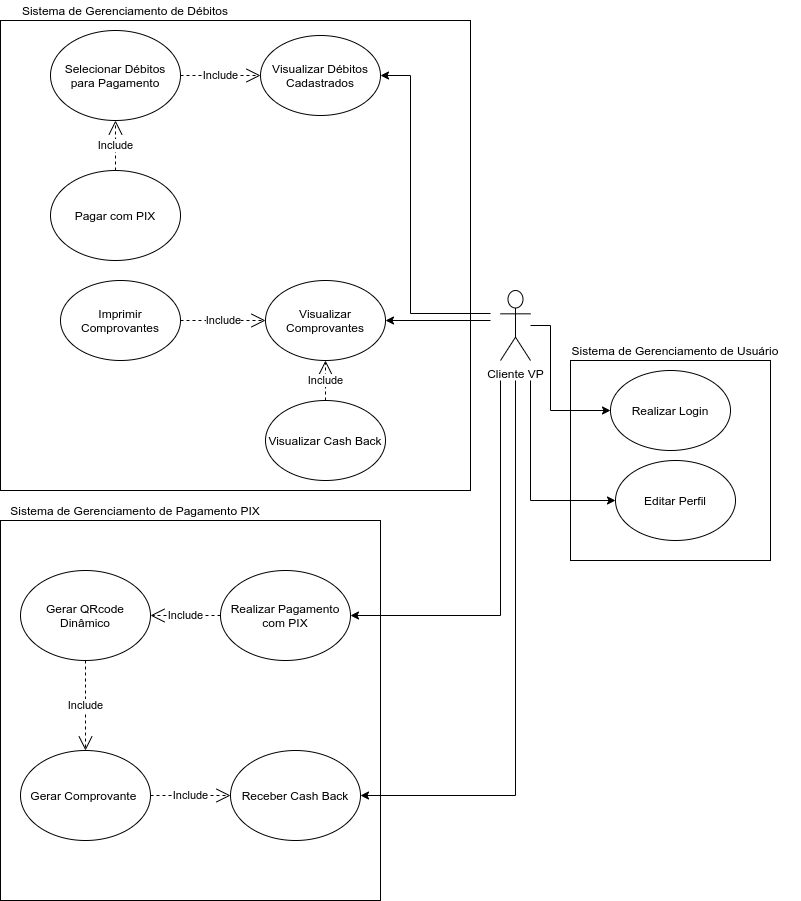 Sistema de Gerenciamento de Débitos
Selecionar Débitos
para Pagamento
Include
Visualizar Débitos
Cadastrados
Include
Pagar com PIX
Imprimir
Comprovantes
Include
Visualizar
Comprovantes
Include
Visualizar Cash Back
Cliente VP
Sistema de Gerenciamento de Usuário
Realizar Login
Editar Perfil
Sistema de Gerenciamento de Pagamento PIX
Gerar QRcode
Dinâmico
Include
Realizar Pagamento
com PIX
Include
Gerar Comprovante
Include
Receber Cash Back